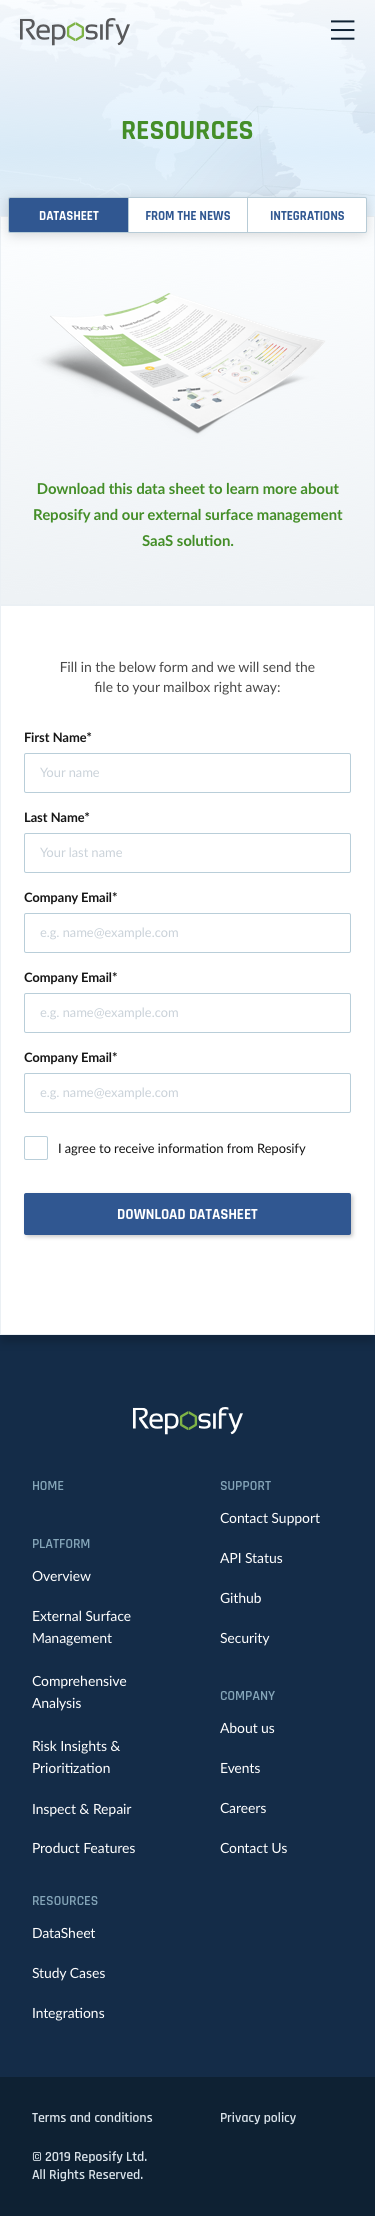 Reposify
RESOURCES
DATASHEET
FROM THE NEWS
INTEGRATIONS
Reposify
Download this data sheet to learn more about
Reposify and our external surface management
SaaS solution.
Fill in the below form and we will send the
file to your mailbox right away:
First Name*
Your name
Last Name*
Your last name
Company Email*
e.g. name@example.com
Company Email*
e.g. name@example.com
Company Email*
e.g. name@example.com
I agree to receive information from Reposify
DOWNLOAD DATASHEET
Reposify
HOME
PLATFORM
Overview
External Surface
Management
Comprehensive
Analysis
Risk Insights &
Prioritization
Inspect & Repair
Product Features
RESOURCES
DataSheet
Study Cases
Integrations
SUPPORT
Contact Support
API Status
Github
Security
COMPANY
About us
Events
Careers
Contact Us
Terms and conditions
Privacy policy
© 2019 Reposify Ltd.
All Rights Reserved.